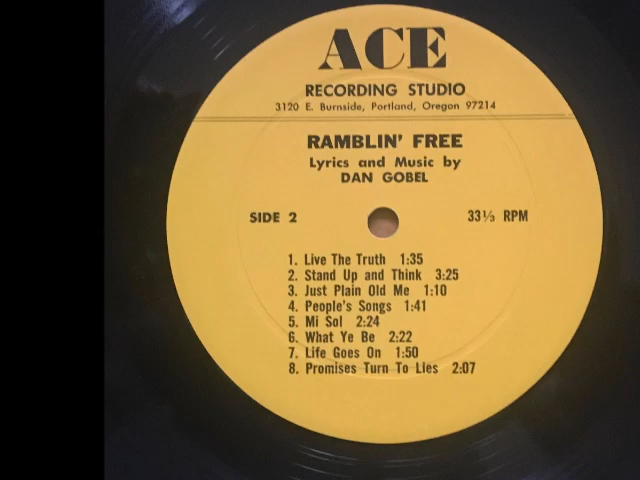 ACE
RECORDING STUDIO
3120 E. Burnside, Portland, Oregon 97214
RAMBLIN' FREE
Lyrics and Music by
DAN GOBEL
SIDE 2 33⅓ RPM
1. Live The Truth 1:35
2. Stand Up and Think 3:25
3. Just Plain Old Me 1:10
4. People's Songs 1:41
5. Mi Sol 2:24
6. What Ye Be 2:22
7. Life Goes On 1:50
8. Promises Turn To Lies 2:07